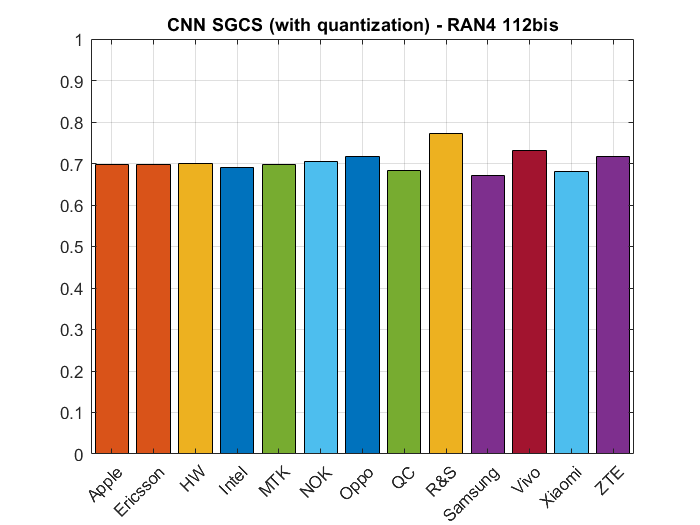 CNN SGCS (with quantization) - RAN4 112bis
1
0.9
0.8
0.7
0.6
0.5
0.4
0.3
0.2
0.1
0
Apple
Ericsson
HW
Intel
MTK
NOK
Oppo
QC
R&S
Samsung
Vivo
Xiaomi
ZTE